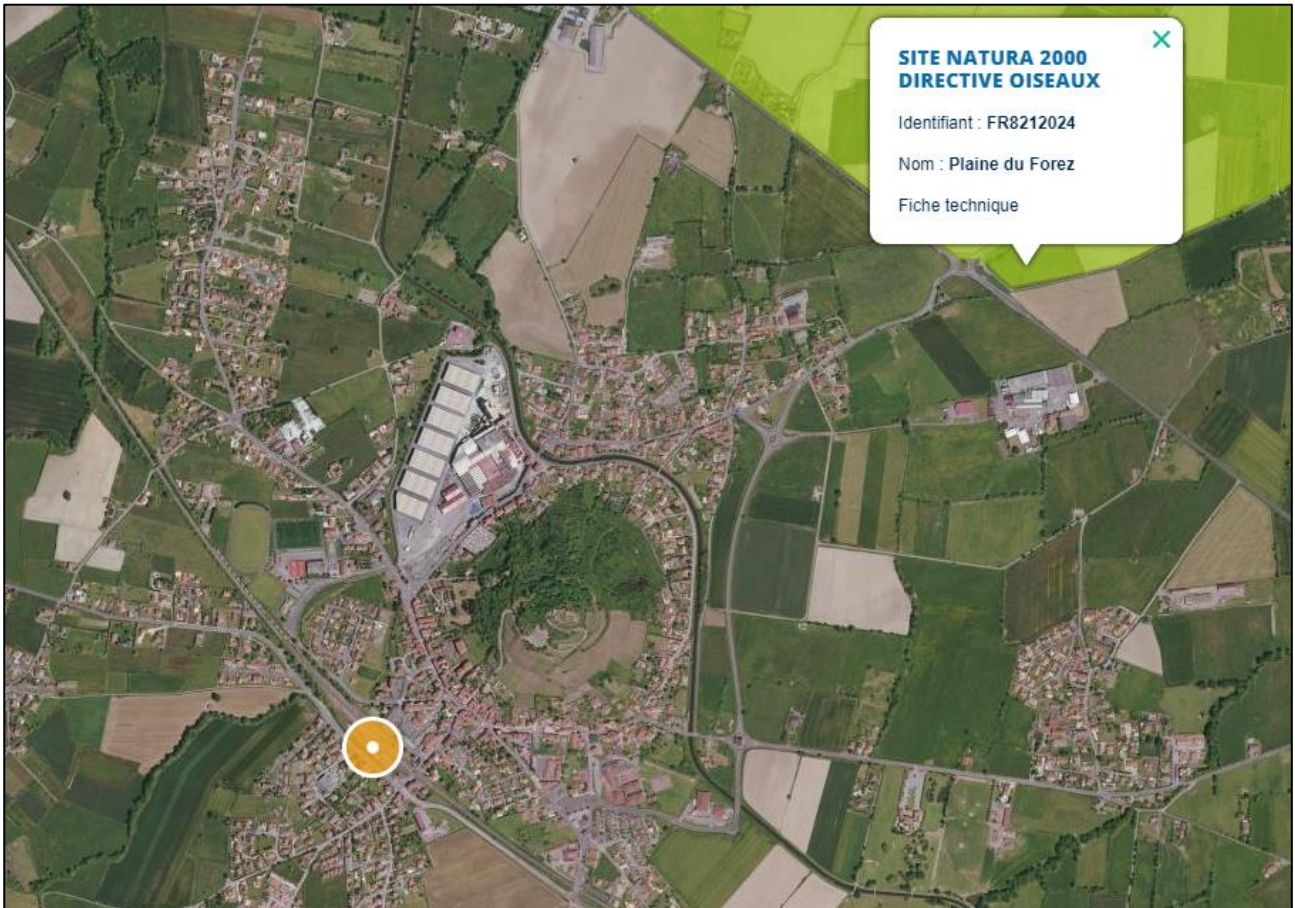 SITE NATURA 2000
DIRECTIVE OISEAUX
Identifiant : FR8212024
Nom : Plaine du Forez
Fiche technique